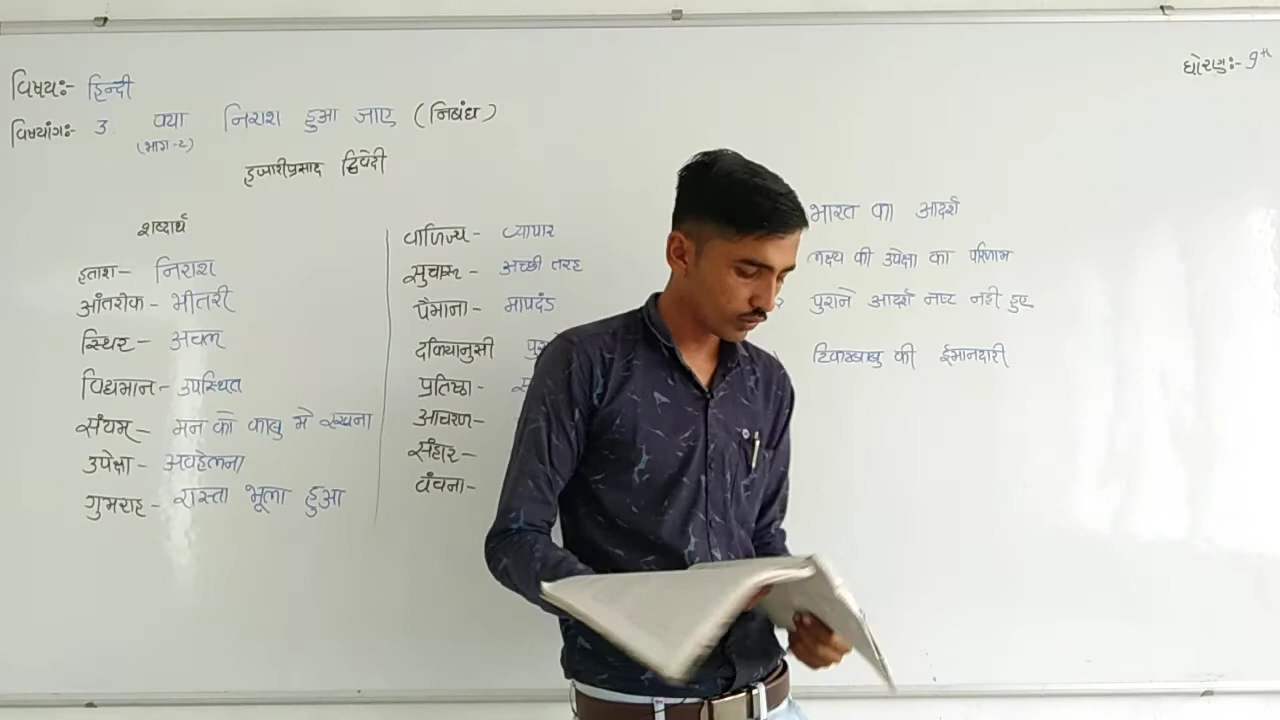 विषयः- हिन्दी
धोरणः- 9th
विषयांगः- 3. क्या निराश हुआ जाए (निबंध)
(भाग-2)
हजारीप्रसाद द्विवेदी
शब्दार्थ
हताश- निराश
आंतरीक- भीतरी
स्थिर- अचल
विद्यमान- उपस्थित
संयम- मन को काबु मे रखना
उपेक्षा- अवहेलना
गुमराह- रास्ता भूला हुआ
वाणिज्य- व्यापार
सुचारू- अच्छी तरह
पैमाना- मापदंड
दकियानुसी
प्रतिष्ठा-
आचरण-
संहार-
वंचना-
भारत का आदर्श
लक्ष्य की उपेक्षा का परिणाम
पुराने आदर्श नष्ट नही हुए
टिकटबाबु की ईमानदारी